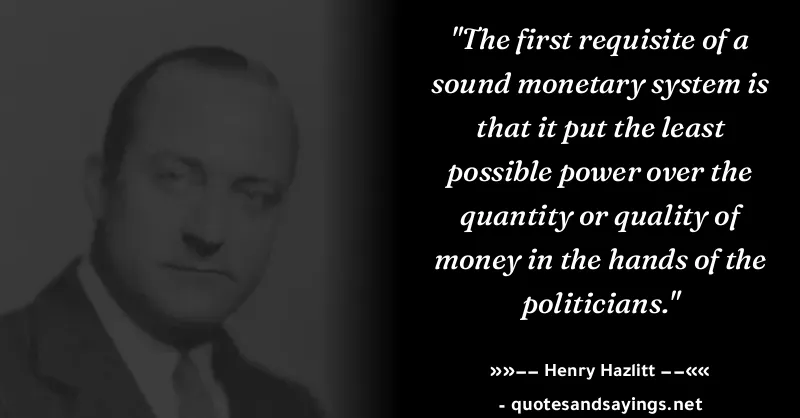 "The first requisite of a
sound monetary system is
that it put the least
possible power over the
quantity or quality of
money in the hands of the
politicians."
»»−− Henry Hazlitt −−««
- quotesandsayings.net